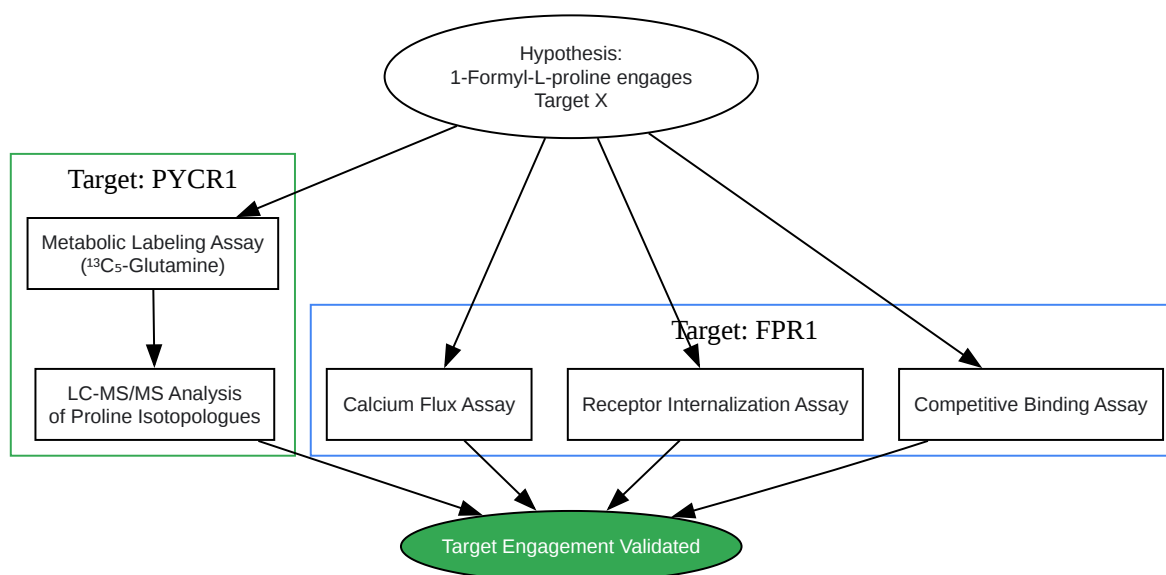 Hypothesis:
1-Formyl-L-proline engages
Target X
Target: PYCR1
Metabolic Labeling Assay
(¹³C₅-Glutamine)
LC-MS/MS Analysis
of Proline Isotopologues
Target: FPR1
Calcium Flux Assay
Receptor Internalization Assay
Competitive Binding Assay
Target Engagement Validated